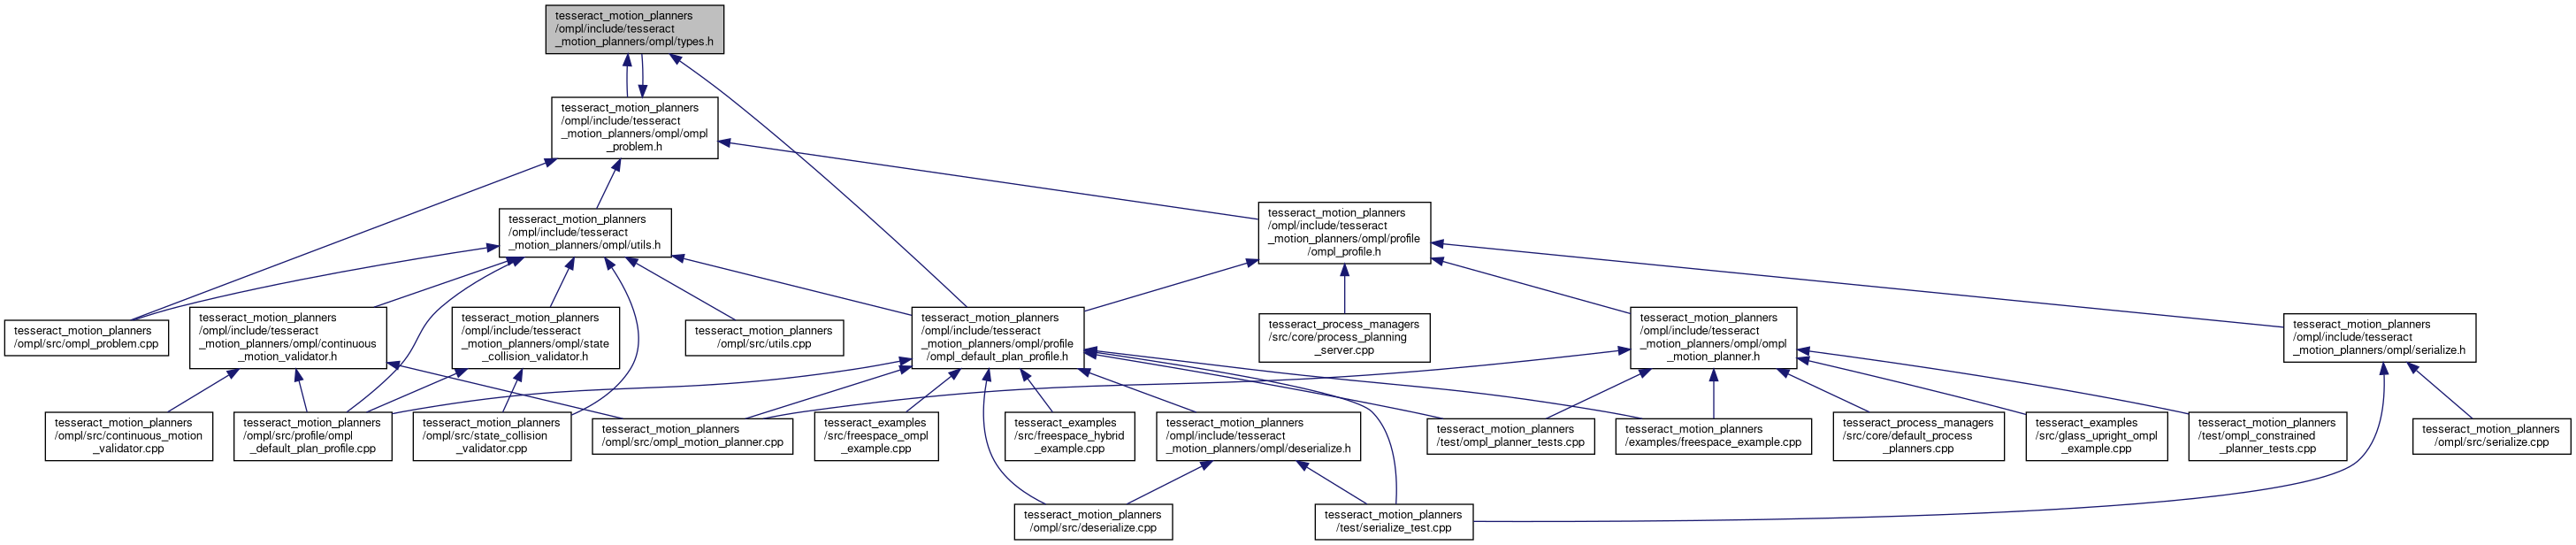 tesseract_motion_planners
/ompl/include/tesseract
_motion_planners/ompl/types.h
tesseract_motion_planners
/ompl/include/tesseract
_motion_planners/ompl/ompl
_problem.h
tesseract_motion_planners
/ompl/include/tesseract
_motion_planners/ompl/utils.h
tesseract_motion_planners
/ompl/include/tesseract
_motion_planners/ompl/profile
/ompl_profile.h
tesseract_motion_planners
/ompl/src/ompl_problem.cpp
tesseract_motion_planners
/ompl/include/tesseract
_motion_planners/ompl/continuous
_motion_validator.h
tesseract_motion_planners
/ompl/include/tesseract
_motion_planners/ompl/state
_collision_validator.h
tesseract_motion_planners
/ompl/src/utils.cpp
tesseract_motion_planners
/ompl/include/tesseract
_motion_planners/ompl/profile
/ompl_default_plan_profile.h
tesseract_process_managers
/src/core/process_planning
_server.cpp
tesseract_motion_planners
/ompl/include/tesseract
_motion_planners/ompl/ompl
_motion_planner.h
tesseract_motion_planners
/ompl/include/tesseract
_motion_planners/ompl/serialize.h
tesseract_motion_planners
/ompl/src/continuous_motion
_validator.cpp
tesseract_motion_planners
/ompl/src/profile/ompl
_default_plan_profile.cpp
tesseract_motion_planners
/ompl/src/state_collision
_validator.cpp
tesseract_motion_planners
/ompl/src/ompl_motion_planner.cpp
tesseract_examples
/src/freespace_ompl
_example.cpp
tesseract_examples
/src/freespace_hybrid
_example.cpp
tesseract_motion_planners
/ompl/include/tesseract
_motion_planners/ompl/deserialize.h
tesseract_motion_planners
/test/ompl_planner_tests.cpp
tesseract_motion_planners
/examples/freespace_example.cpp
tesseract_process_managers
/src/core/default_process
_planners.cpp
tesseract_examples
/src/glass_upright_ompl
_example.cpp
tesseract_motion_planners
/test/ompl_constrained
_planner_tests.cpp
tesseract_motion_planners
/ompl/src/serialize.cpp
tesseract_motion_planners
/ompl/src/deserialize.cpp
tesseract_motion_planners
/test/serialize_test.cpp